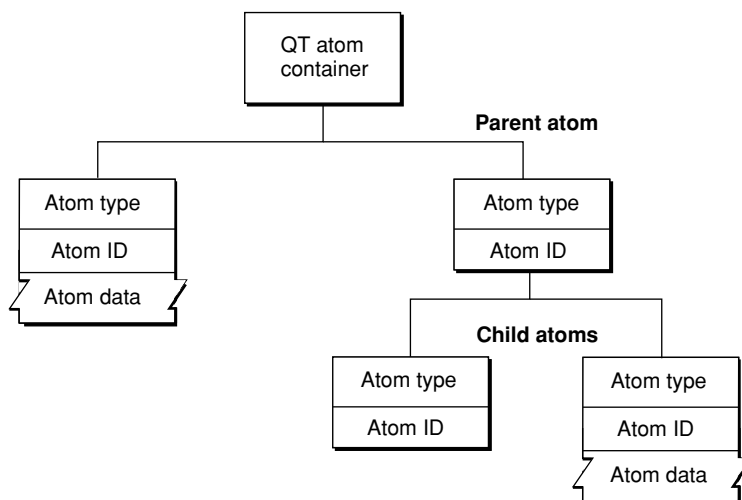 QT atom
container
Parent atom
Atom type
Atom ID
Atom data
Atom type
Atom ID
Child atoms
Atom type
Atom ID
Atom type
Atom ID
Atom data